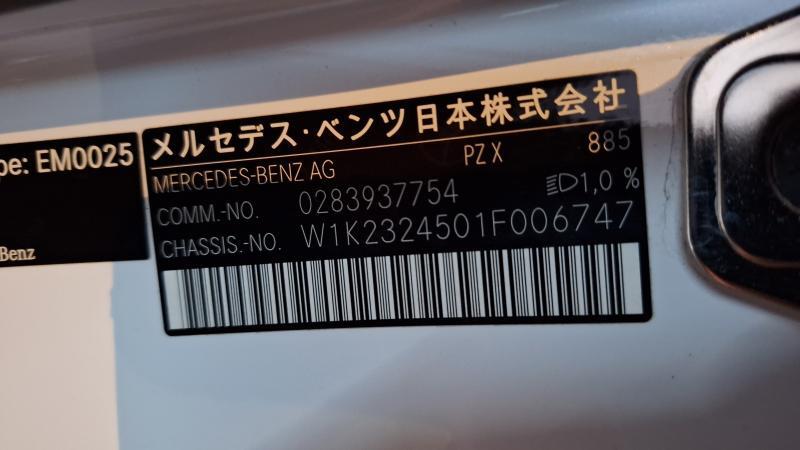 pe: EM0025
Benz
メルセデス・ベンツ日本株式会社
MERCEDES-BENZ AG PZX 885
COMM.-NO. 0283937754 1,0 %
CHASSIS.-NO. W1K2324501F006747